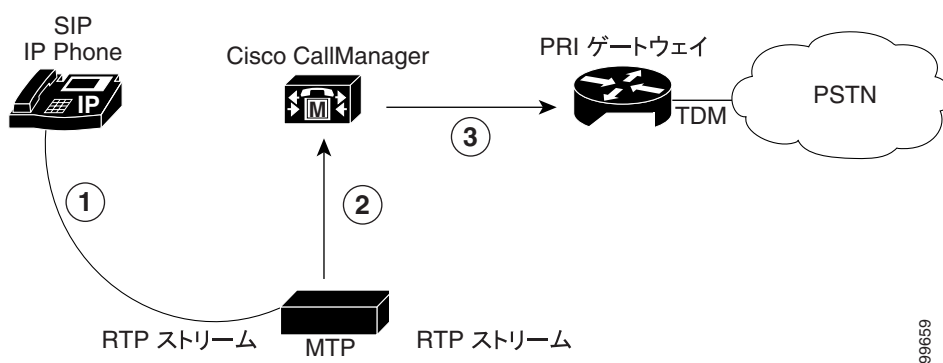 SIP
IP Phone
IP
Cisco CallManager
M
PRI ゲートウェイ
TDM
PSTN
3
1
2
RTP ストリーム
MTP
RTP ストリーム
99659